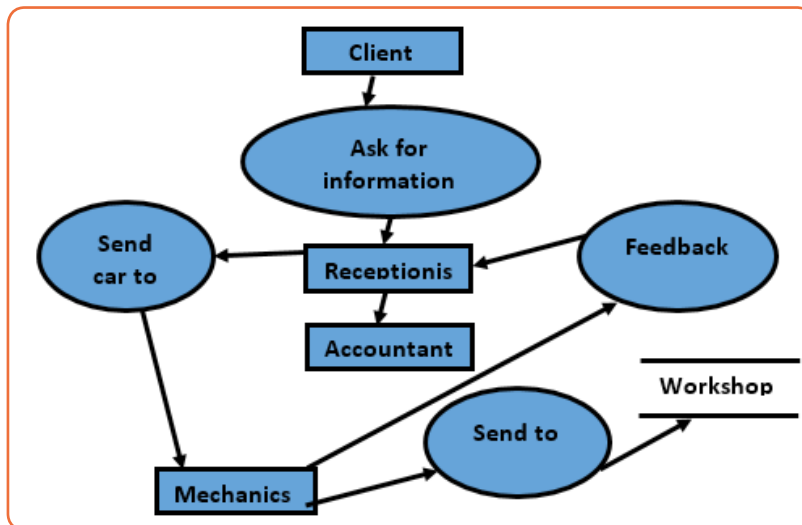 Client
Ask for
information
Send
car to
Receptionis
Feedback
Accountant
Workshop
Send to
Mechanics